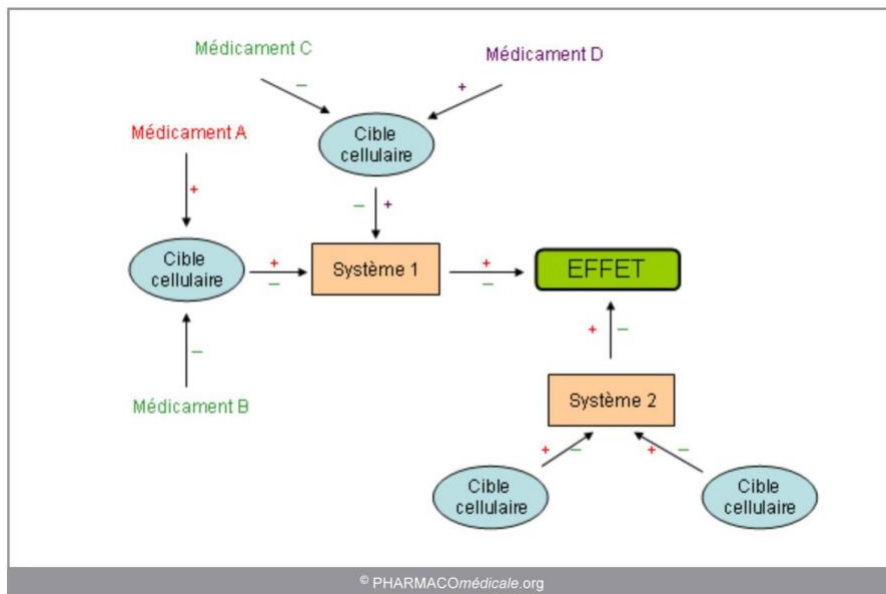 Médicament C
Médicament D
–
+
Cible
cellulaire
Médicament A
+
–
+
Cible
cellulaire
+
–
Système 1
+
–
EFFET
–
Médicament B
+
–
Système 2
+
–
+
–
Cible
cellulaire
Cible
cellulaire
© PHARMACOmédicale.org